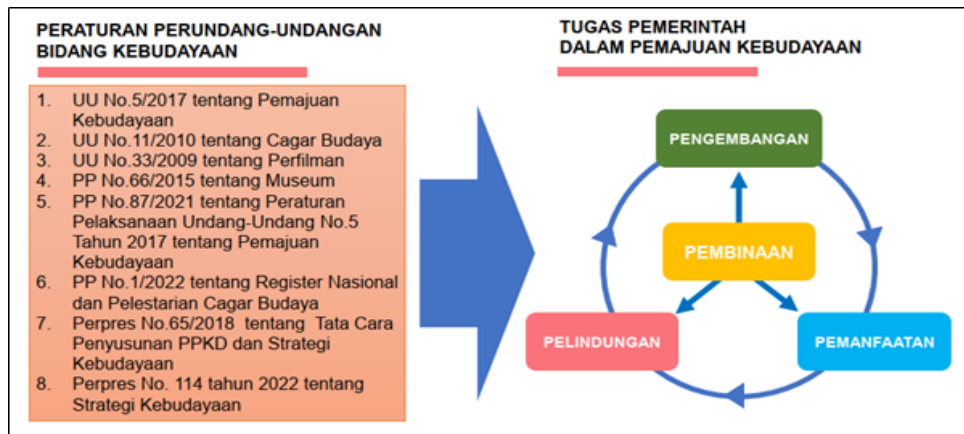 PERATURAN PERUNDANG-UNDANGAN
BIDANG KEBUDAYAAN
1. UU No.5/2017 tentang Pemajuan
Kebudayaan
2. UU No.11/2010 tentang Cagar Budaya
3. UU No.33/2009 tentang Perfilman
4. PP No.66/2015 tentang Museum
5. PP No.87/2021 tentang Peraturan
Pelaksanaan Undang-Undang No.5
Tahun 2017 tentang Pemajuan
Kebudayaan
6. PP No.1/2022 tentang Register Nasional
dan Pelestarian Cagar Budaya
7. Perpres No.65/2018 tentang Tata Cara
Penyusunan PPKD dan Strategi
Kebudayaan
8. Perpres No. 114 tahun 2022 tentang
Strategi Kebudayaan
TUGAS PEMERINTAH
DALAM PEMAJUAN KEBUDAYAAN
PENGEMBANGAN
PEMBINAAN
PELINDUNGAN
PEMANFAATAN